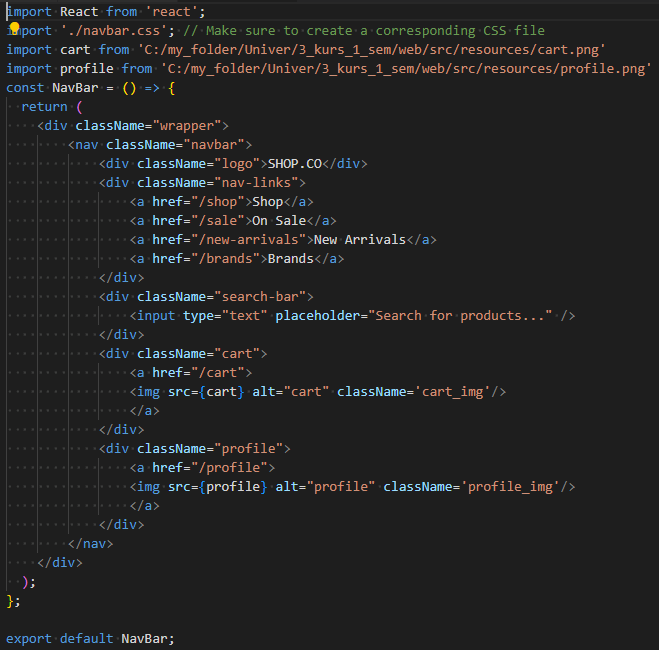 import React from 'react';
import './navbar.css'; // Make sure to create a corresponding CSS file
import cart from 'C:/my_folder/Univer/3_kurs_1_sem/web/src/resources/cart.png'
import profile from 'C:/my_folder/Univer/3_kurs_1_sem/web/src/resources/profile.png'
const NavBar = () => {
  return (
    <div className="wrapper">
        <nav className="navbar">
            <div className="logo">SHOP.CO</div>
            <div className="nav-links">
                <a href="/shop">Shop</a>
                <a href="/sale">On Sale</a>
                <a href="/new-arrivals">New Arrivals</a>
                <a href="/brands">Brands</a>
            </div>
            <div className="search-bar">
                <input type="text" placeholder="Search for products..." />
            </div>
            <div className="cart">
                <a href="/cart">
                <img src={cart} alt="cart" className='cart_img'/>
                </a>
            </div>
            <div className="profile">
                <a href="/profile">
                <img src={profile} alt="profile" className='profile_img'/>
                </a>
            </div>
        </nav>
    </div>
  );
};

export default NavBar;